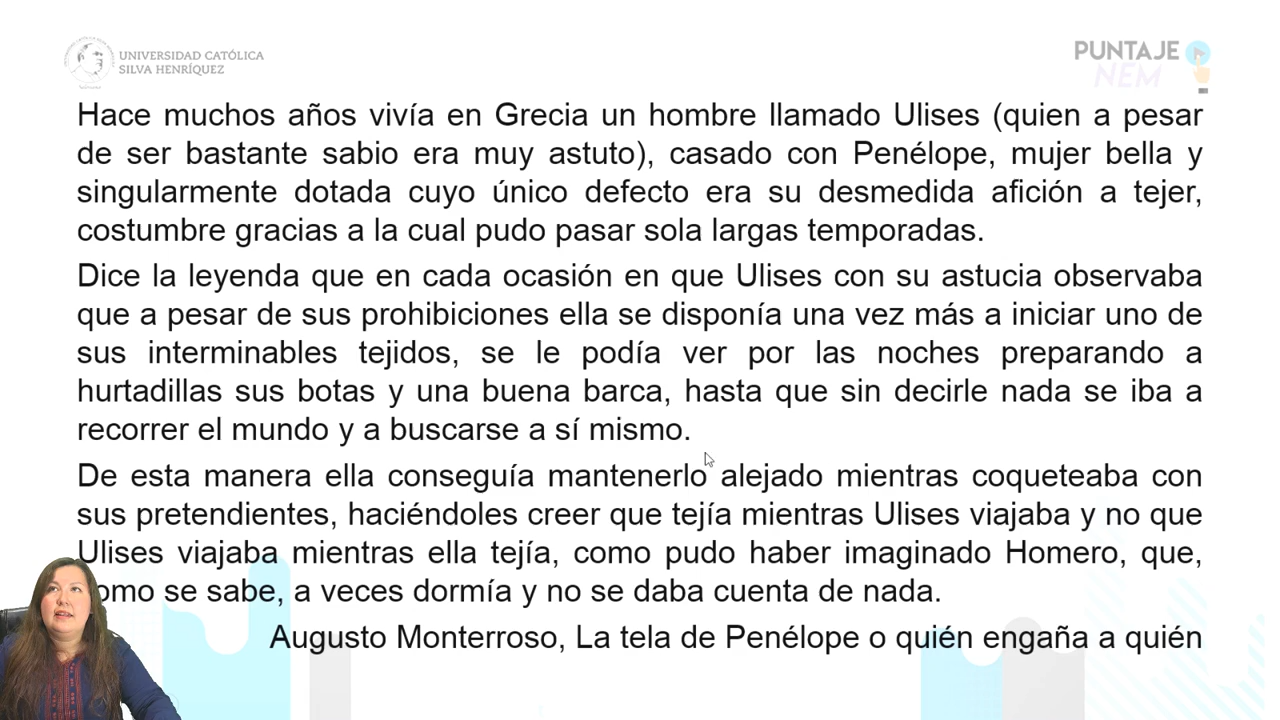 UNIVERSIDAD CATÓLICA
SILVA HENRÍQUEZ
PUNTAJE
NEM
Hace muchos años vivía en Grecia un hombre llamado Ulises (quien a pesar
de ser bastante sabio era muy astuto), casado con Penélope, mujer bella y
singularmente dotada cuyo único defecto era su desmedida afición a tejer,
costumbre gracias a la cual pudo pasar sola largas temporadas.
Dice la leyenda que en cada ocasión en que Ulises con su astucia observaba
que a pesar de sus prohibiciones ella se disponía una vez más a iniciar uno de
sus interminables tejidos, se le podía ver por las noches preparando a
hurtadillas sus botas y una buena barca, hasta que sin decirle nada se iba a
recorrer el mundo y a buscarse a sí mismo.
De esta manera ella conseguía mantenerlo alejado mientras coqueteaba con
sus pretendientes, haciéndoles creer que tejía mientras Ulises viajaba y no que
Ulises viajaba mientras ella tejía, como pudo haber imaginado Homero, que,
como se sabe, a veces dormía y no se daba cuenta de nada.
Augusto Monterroso, La tela de Penélope o quién engaña a quién